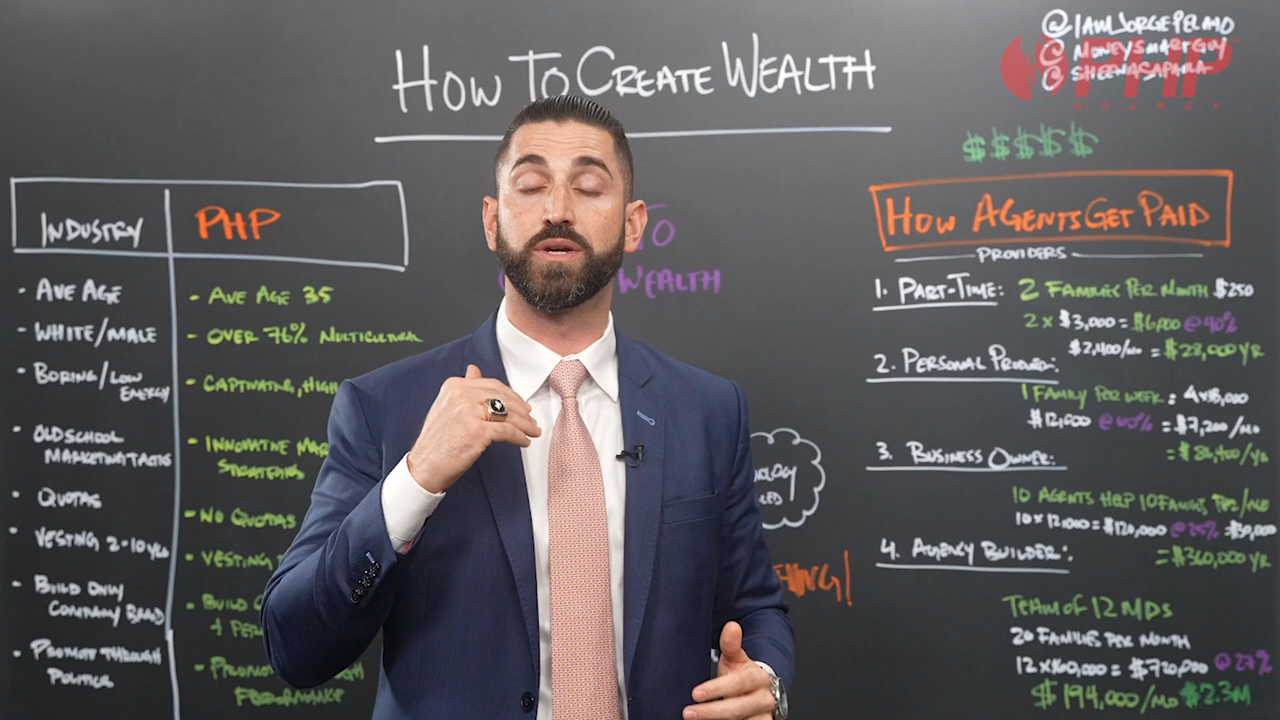 HOW TO CREATE WEALTH
@IAMJORGEPELAYO
MONEYSMARTGUY
PHP
AGENCY
$$$$$
INDUSTRY
PHP
• AVE AGE
• WHITE/MALE
• BORING/LOW
ENERGY
• OLD SCHOOL
MARKETING TACTICS
• QUOTAS
• VESTING 2-10 YRS
• BUILD ONLY
COMPANY BRAND
• PROMOTE THROUGH
POLITICS
• AVE AGE 35
• OVER 76% MULTICULTURAL
• CAPTIVATING, HIGH
• INNOVATIVE MAR
STRATEGIES
• NO QUOTAS
• VESTING
• BUILD
+ PER
• PROMO
PERFORMANCE
TO
WEALTH
HOW AGENTS GET PAID
PROVIDERS
1. PART-TIME: 2 FAMILIES PER MONTH $250
2 x $3,000 = $6,000 @40%
$2,400/MO = $28,000 YR
2. PERSONAL PRODUCER:
1 FAMILY PER WEEK: 4x$3,000
$12,000 @60% = $7,200/MO
= $86,400/YR
3. BUSINESS OWNER:
10 AGENTS HELP 10 FAMILIES PER/MO
10 x 12,000 = $120,000 @25% = $30,000
= $360,000 YR
4. AGENCY BUILDER:
TEAM OF 12 MDS
20 FAMILIES PER MONTH
12 x $60,000 = $720,000 @27%
$194,000/MO $2.3M